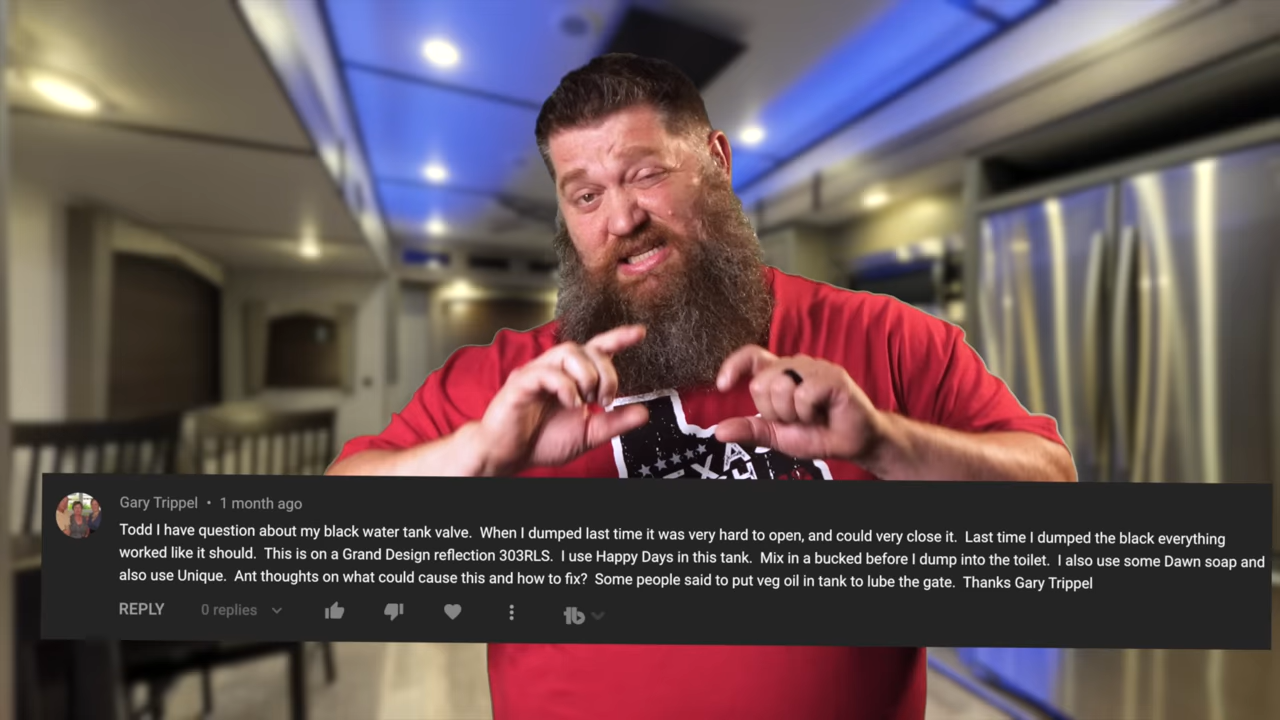 TEXAS
Gary Trippel • 1 month ago
Todd I have question about my black water tank valve. When I dumped last time it was very hard to open, and could very close it. Last time I dumped the black everything
worked like it should. This is on a Grand Design reflection 303RLS. I use Happy Days in this tank. Mix in a bucked before I dump into the toilet. I also use some Dawn soap and
also use Unique. Ant thoughts on what could cause this and how to fix? Some people said to put veg oil in tank to lube the gate. Thanks Gary Trippel
REPLY 0 replies
tb